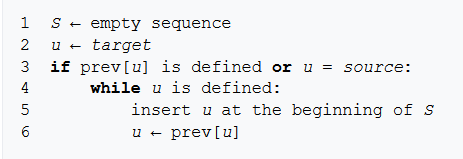 1 S ← empty sequence
2 u ← target
3 if prev[u] is defined or u = source:
4 while u is defined:
5 insert u at the beginning of S
6 u ← prev[u]